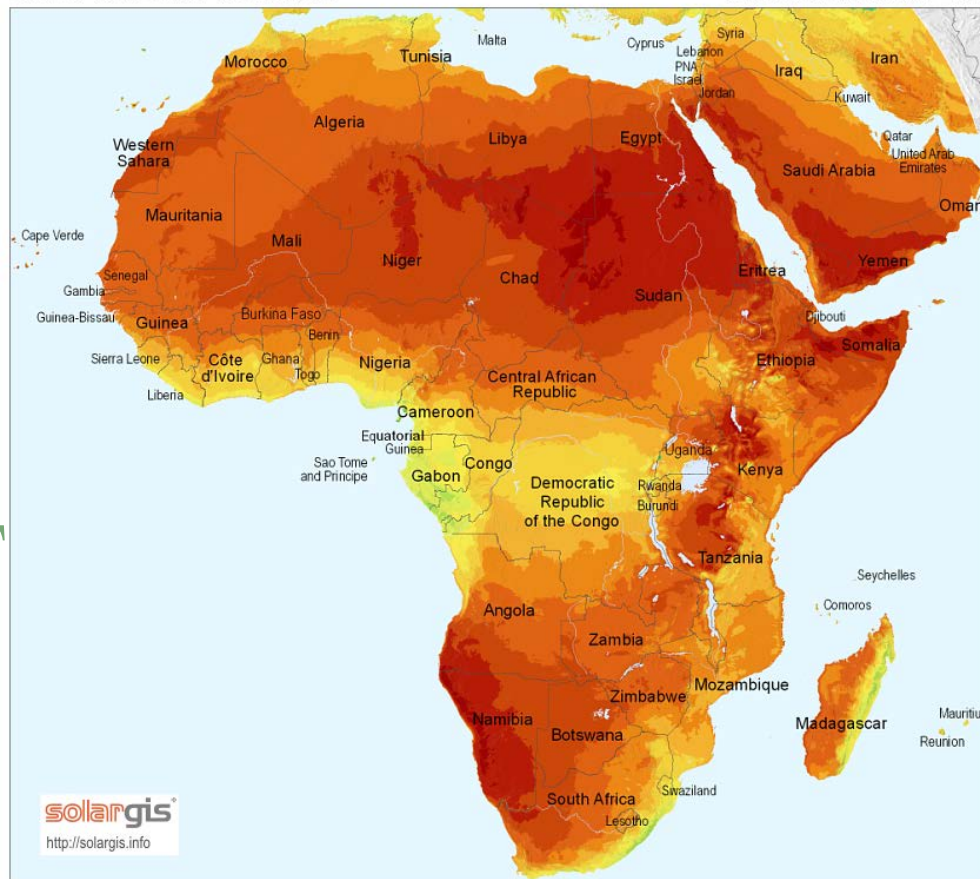 Syria
Malta
Cyprus
Lebanon
Tunisia
Morocco
Iran
PNA
Iraq
Israel
Jordan
Kuwait
Algeria
Libya
Egypt
Qatar
Western
Sahara
United Arab
Emirates
Saudi Arabia
Oman
Mauritania
Cape Verde
Mali
Niger
Yemen
Eritrea
Senegal
Chad
Gambia
Sudan
Guinea-Bissau
Guinea
Burkina Faso
Djibouti
Benin
Somalia
Sierra Leone
Côte
d'Ivoire
Ghana
Togo
Nigeria
Ethiopia
Liberia
Central African
Republic
Cameroon
Equatorial
Guinea
Uganda
Sao Tome
and Principe
Gabon
Congo
Kenya
Democratic
Republic
of the Congo
Rwanda
Burundi
Tanzania
Seychelles
Comoros
Angola
Zambia
Mozambique
Zimbabwe
Namibia
Botswana
Madagascar
Mauritiu
Reunion
South Africa
Swaziland
Lesotho
solargis
http://solargis.info